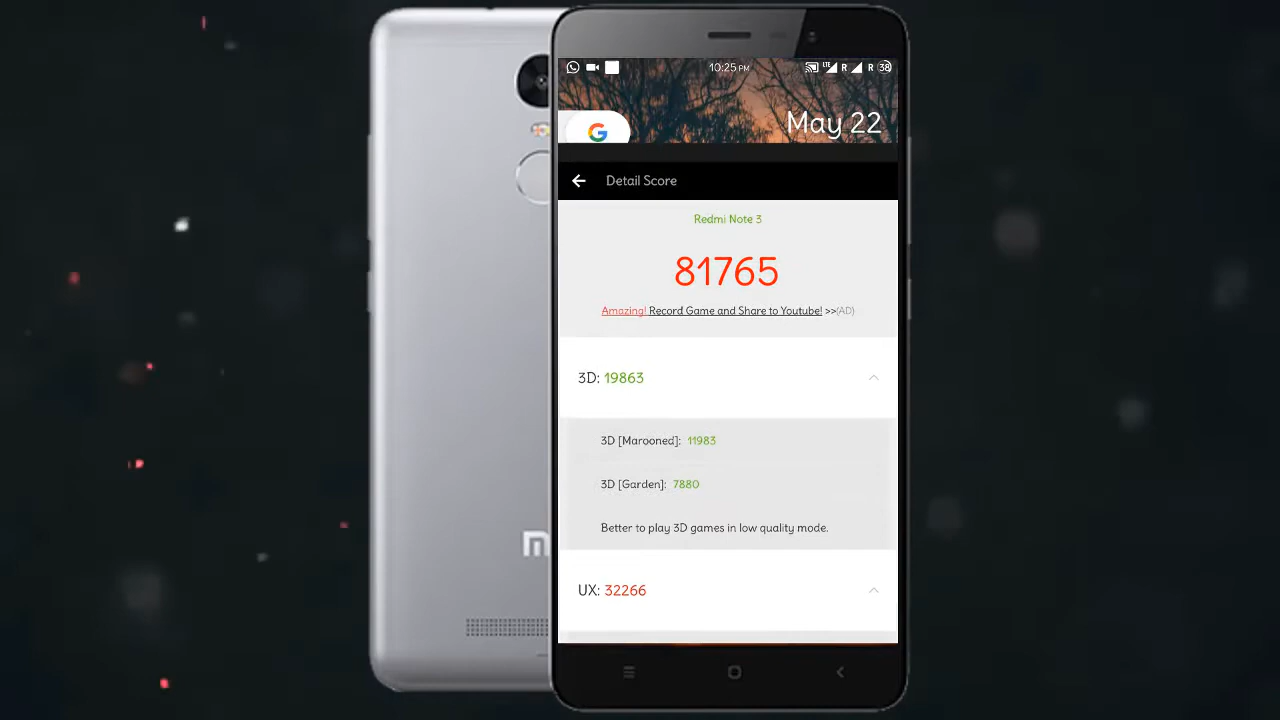 10:25 PM
LTE R R 38
G
May 22
Detail Score
Redmi Note 3
81765
Amazing! Record Game and Share to Youtube! >>(AD)
3D: 19863
3D [Marooned]: 11983
3D [Garden]: 7880
Better to play 3D games in low quality mode.
UX: 32266